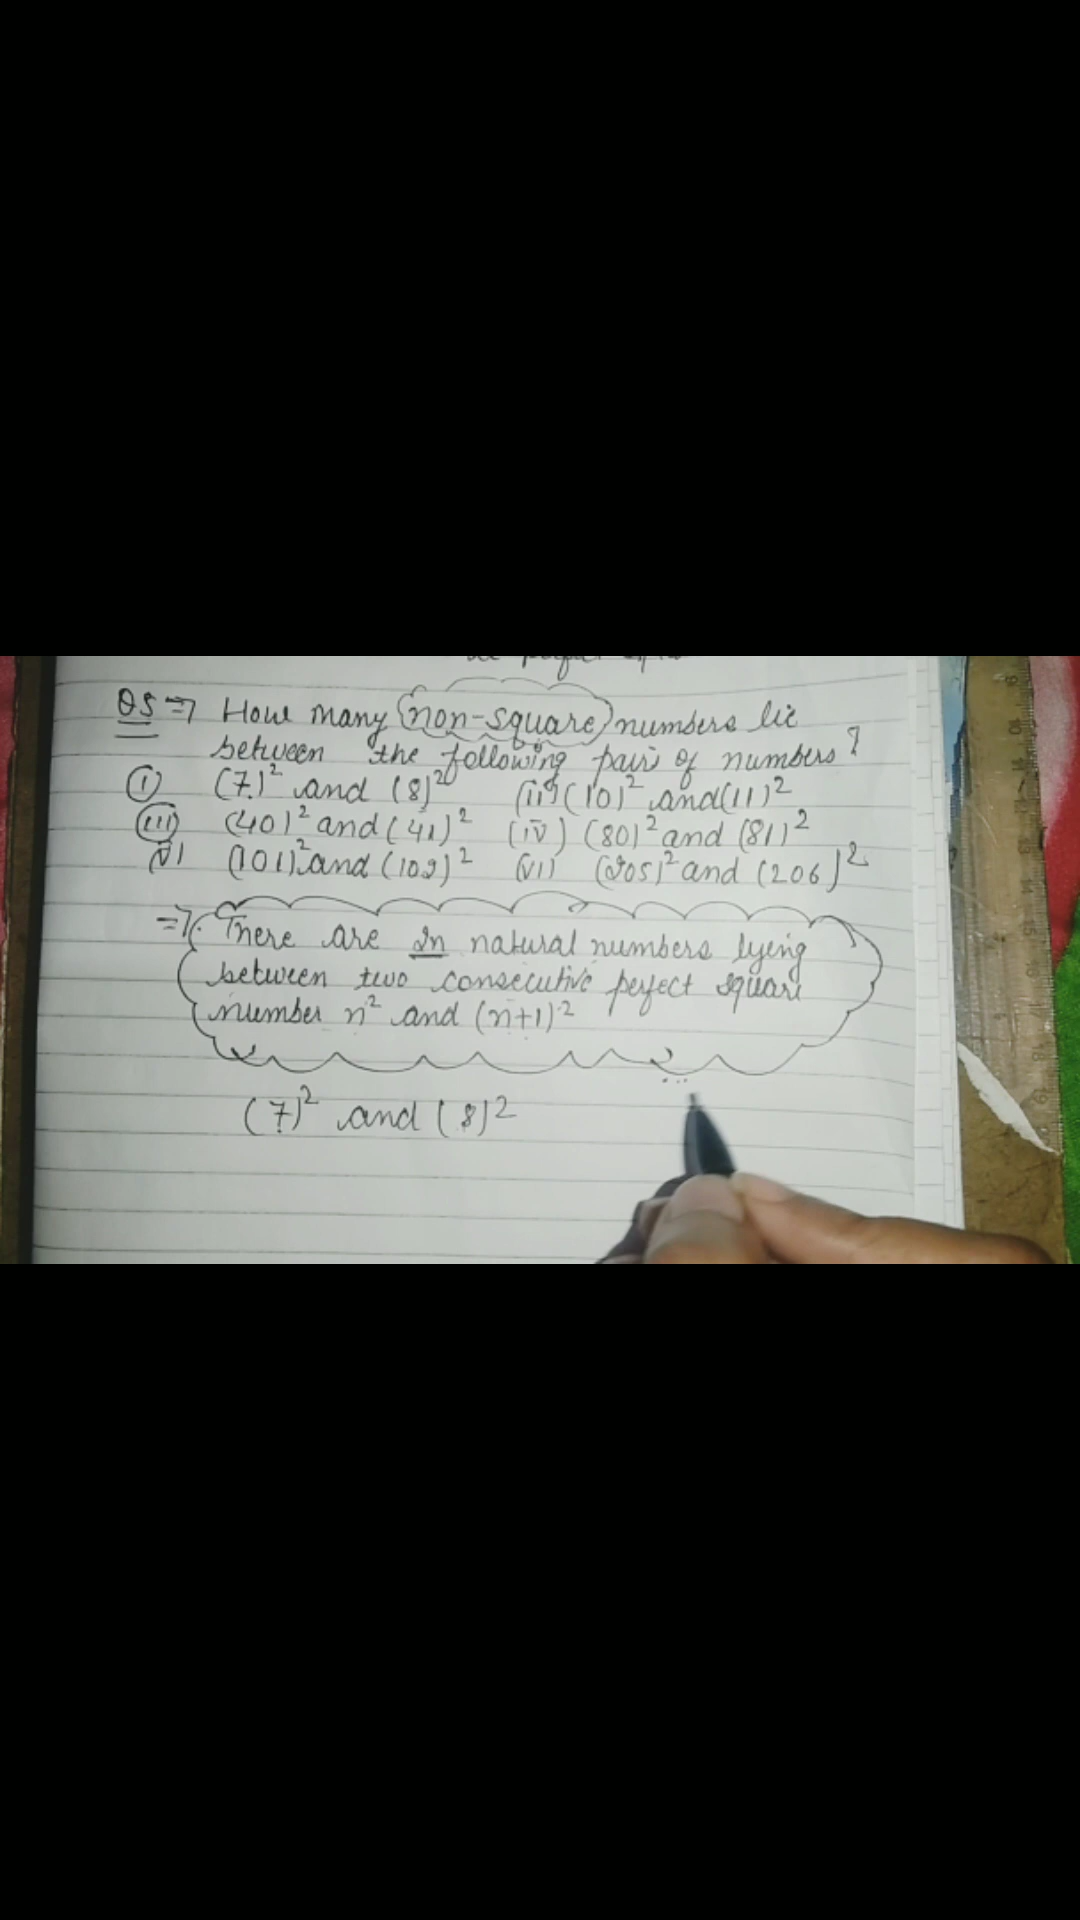 Q5 ⇒ How many non-square numbers lie
between the following pair of numbers?
(i) (7)² and (8)² (ii) (10)² and (11)²
(iii) (40)² and (41)² (iv) (80)² and (81)²
(v) (101)² and (102)² (vi) (205)² and (206)²
⇒ There are 2n natural numbers lying
between two consecutive perfect square
number n² and (n+1)²
(7)² and (8)²